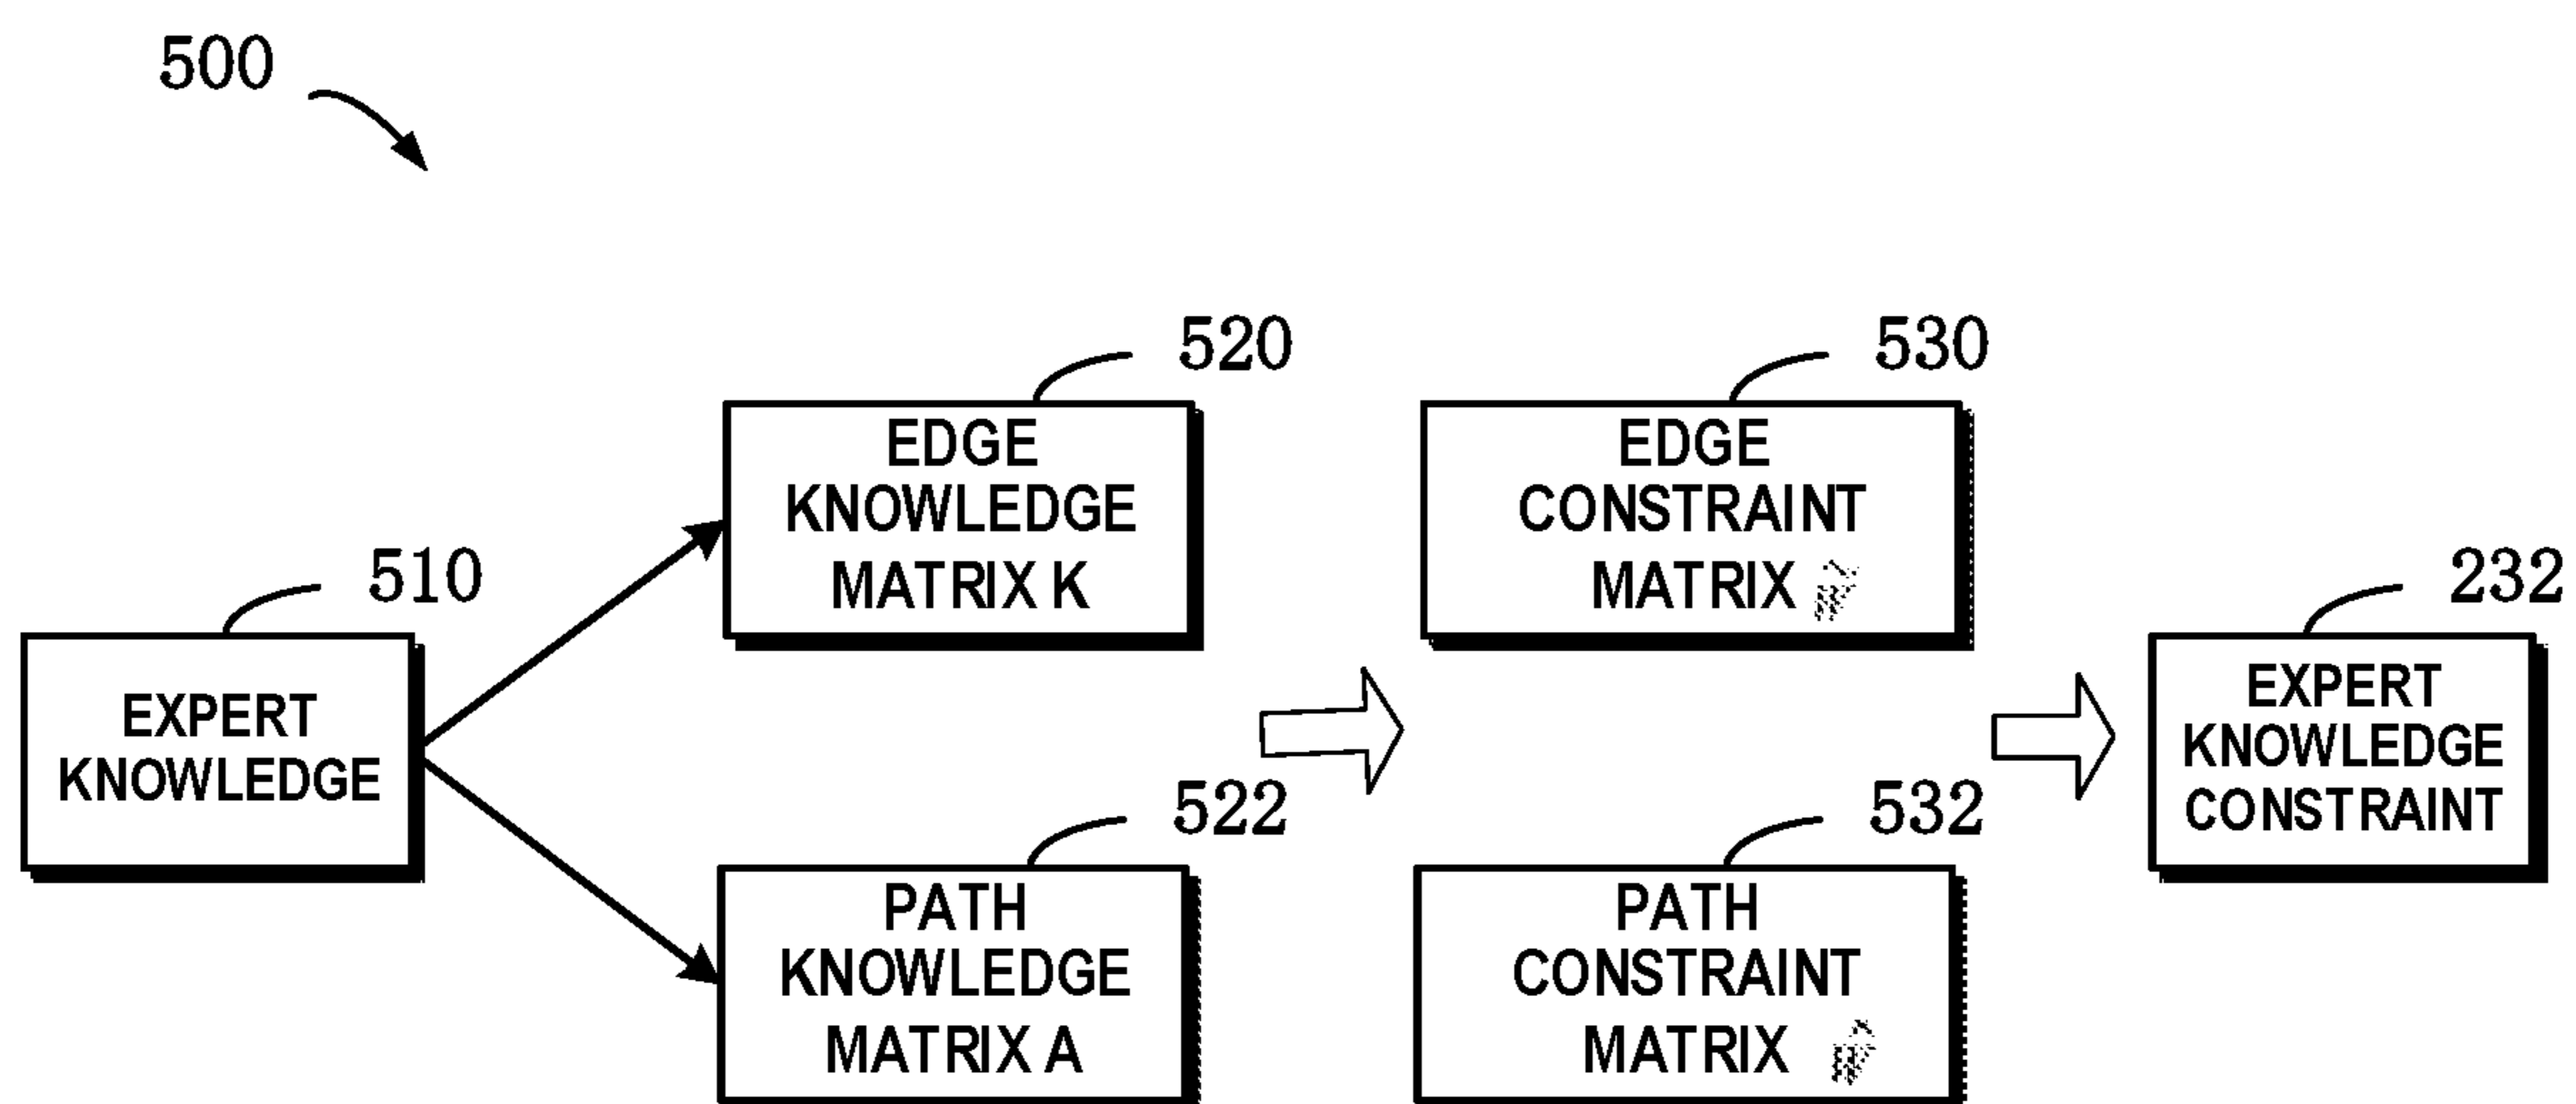 500
520
EDGE
KNOWLEDGE
MATRIX K
530
EDGE
CONSTRAINT
MATRIX
510
EXPERT
KNOWLEDGE
232
EXPERT
KNOWLEDGE
CONSTRAINT
522
PATH
KNOWLEDGE
MATRIX A
532
PATH
CONSTRAINT
MATRIX